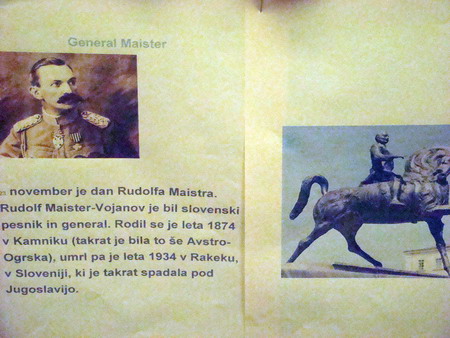 General Maister
23 november je dan Rudolfa Maistra.
Rudolf Maister-Vojanov je bil slovenski
pesnik in general. Rodil se je leta 1874
v Kamniku (takrat je bila to še Avstro-
Ogrska), umrl pa je leta 1934 v Rakeku,
v Sloveniji, ki je takrat spadala pod
Jugoslavijo.